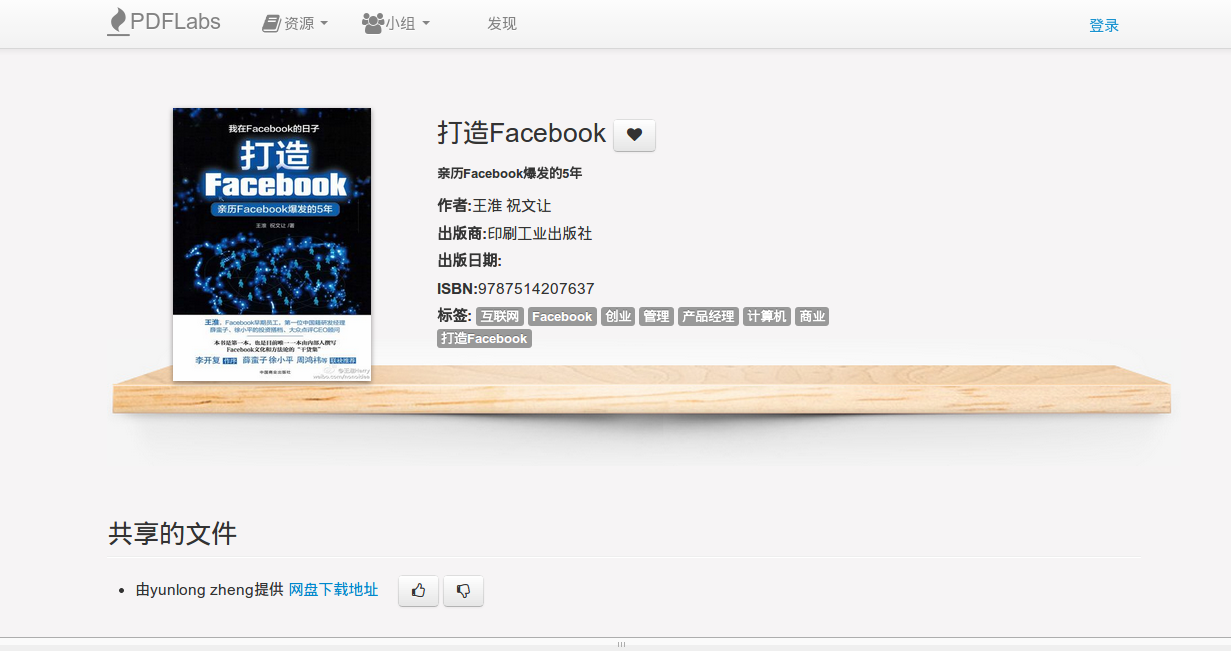 PDFLabs 资源 小组 发现 登录
我在Facebook的日子
打造
Facebook
亲历Facebook爆发的5年
王淮 祝文让 /著
王淮，Facebook早期员工，第一位中国籍研发经理
薛蛮子、徐小平的投资搭档，大众点评CEO顾问
本书是第一本，也是目前唯一一本由内部人撰写
Facebook文化和方法论的“干货集”
李开复 作序 薛蛮子 徐小平 周鸿祎等 联袂推荐
打造Facebook
亲历Facebook爆发的5年
作者:王淮 祝文让
出版商:印刷工业出版社
出版日期:
ISBN:9787514207637
标签: 互联网 Facebook 创业 管理 产品经理 计算机 商业
打造Facebook
共享的文件
由yunlong zheng提供 网盘下载地址